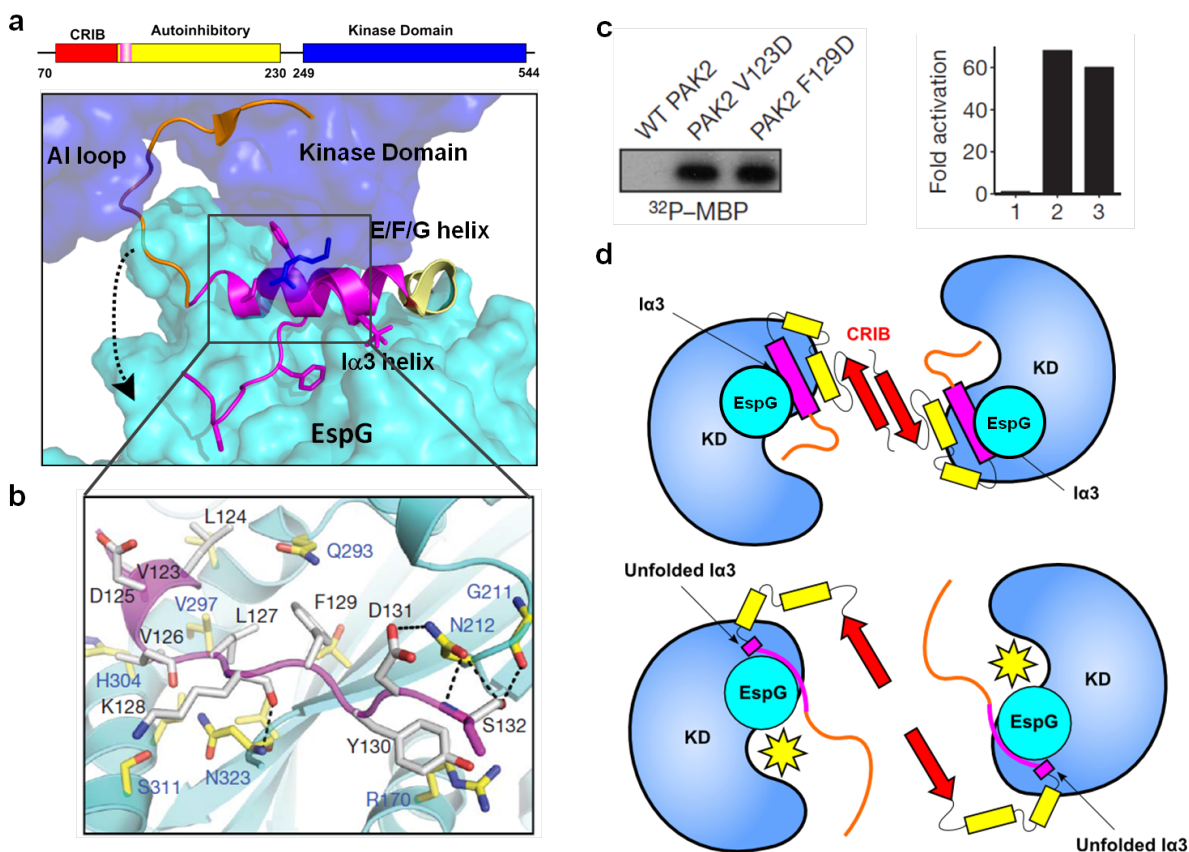 a
CRIB Autoinhibitory Kinase Domain
70 230 249 544
AI loop
Kinase Domain
E/F/G helix
Iα3 helix
EspG
b
L124
Q293
V123
D125
G211
V297
L127
F129
D131
N212
V126
H304
K128
S132
Y130
S311
N323
R170
c
WT PAK2
PAK2 V123D
PAK2 F129D
³²P–MBP
Fold activation
60
40
20
0
1 2 3
d
Iα3
CRIB
KD
EspG
EspG
KD
Iα3
Unfolded Iα3
EspG
KD
KD
EspG
Unfolded Iα3